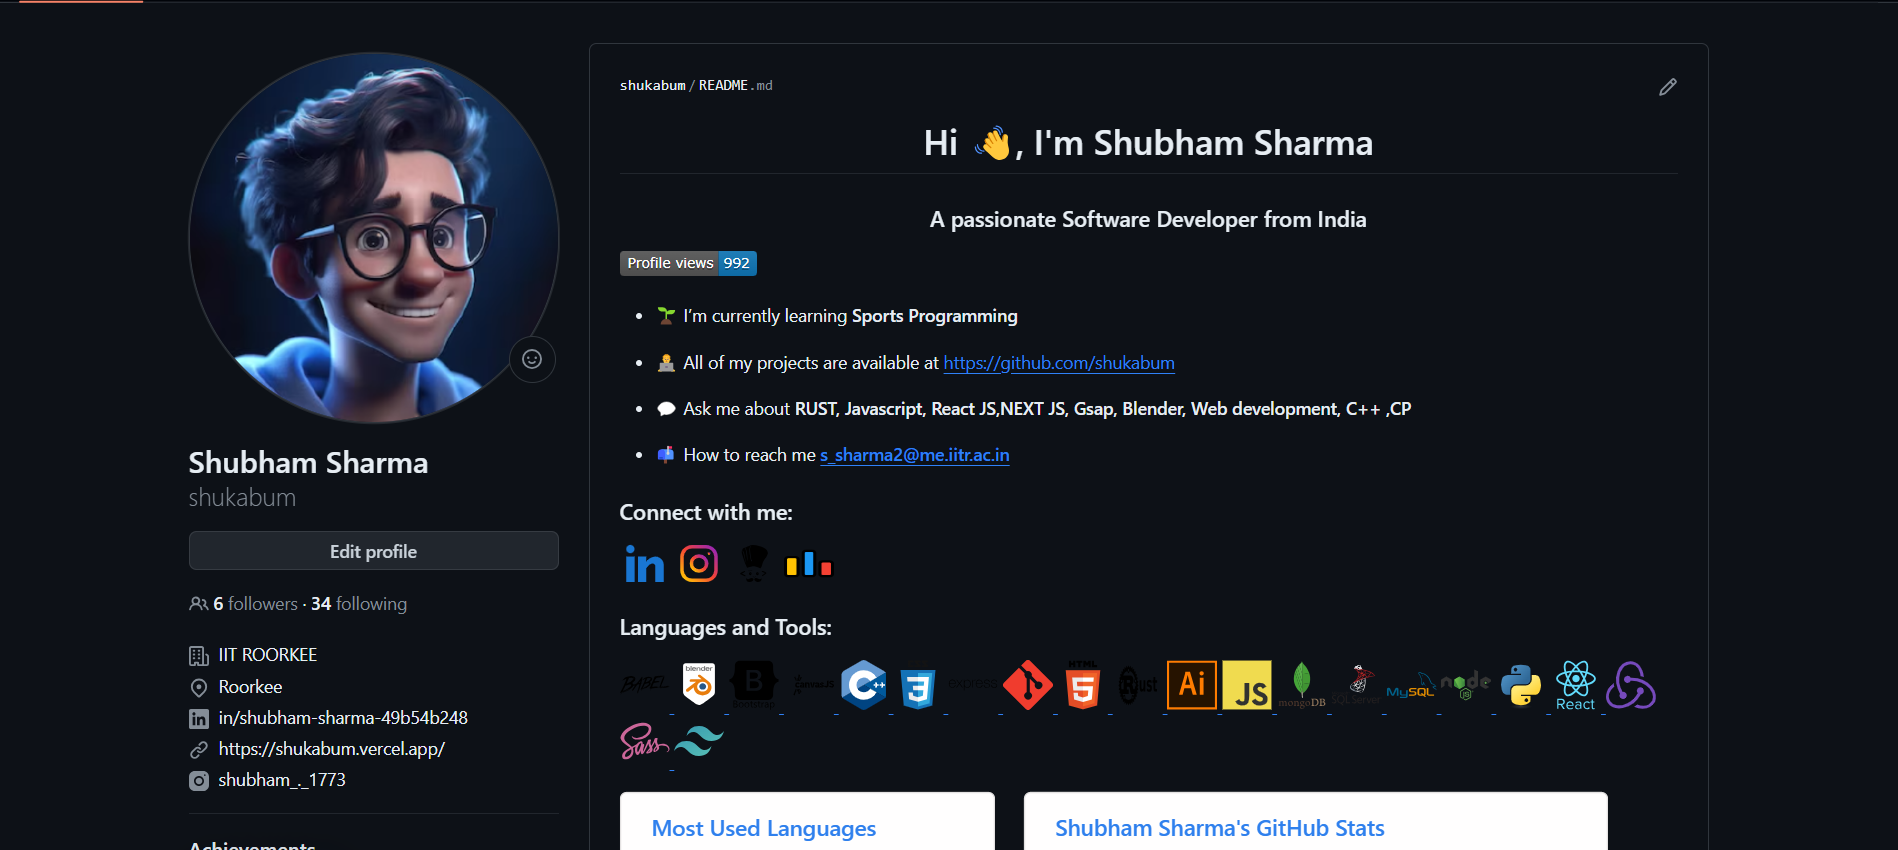 Shubham Sharma
shukabum
Edit profile
6 followers · 34 following
IIT ROORKEE
Roorkee
in/shubham-sharma-49b54b248
https://shukabum.vercel.app/
shubham_._1773
Achievements
shukabum/README.md
Hi 👋, I'm Shubham Sharma
A passionate Software Developer from India
Profile views 992
• 🌱 I’m currently learning Sports Programming
• 👨‍💻 All of my projects are available at https://github.com/shukabum
• 💬 Ask me about RUST, Javascript, React JS,NEXT JS, Gsap, Blender, Web development, C++ ,CP
• 📫 How to reach me s_sharma2@me.iitr.ac.in
Connect with me:
in
Languages and Tools:
BABEL blender B Bootstrap CANVASJS C++ 3 express HTML 5 Rust Ai JS mongoDB SQL Server MySQL node JS React
Sass
Most Used Languages
Shubham Sharma's GitHub Stats